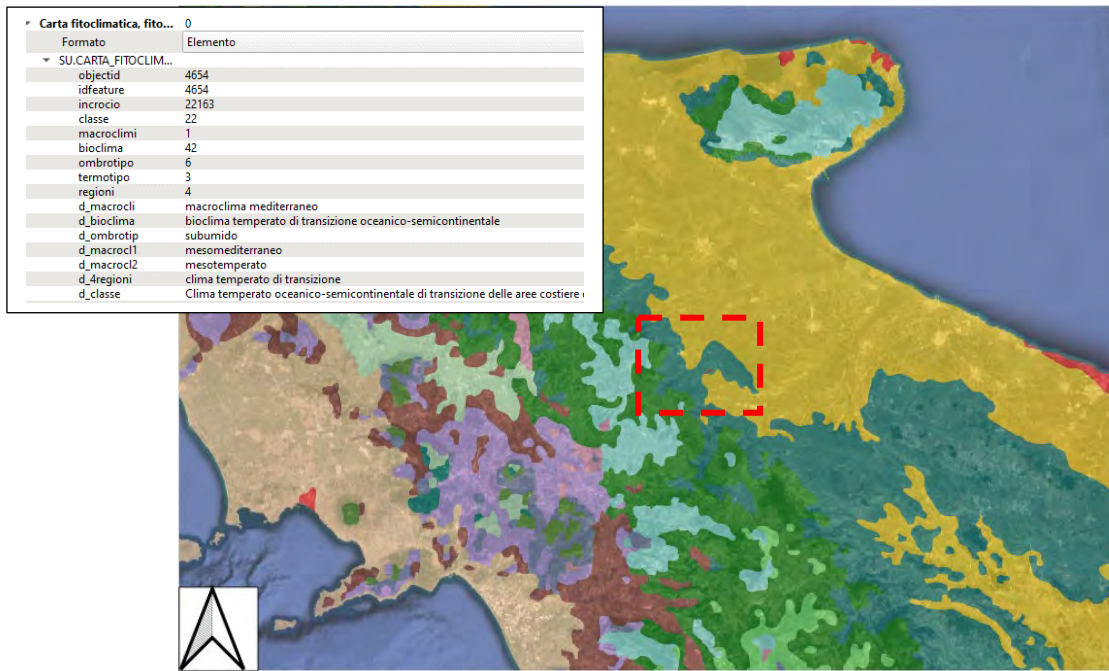 Carta fitoclimatica, fito... 0
Formato Elemento
SU.CARTA_FITOCLIM...
objectid 4654
idfeature 4654
incrocio 22163
classe 22
macroclimi 1
bioclima 42
ombrotipo 6
termotipo 3
regioni 4
d_macrocli macroclima mediterraneo
d_bioclima bioclima temperato di transizione oceanico-semicontinentale
d_ombrotip subumido
d_macrocl1 mesomediterraneo
d_macrocl2 mesotemperato
d_4regioni clima temperato di transizione
d_classe Clima temperato oceanico-semicontinentale di transizione delle aree costiere